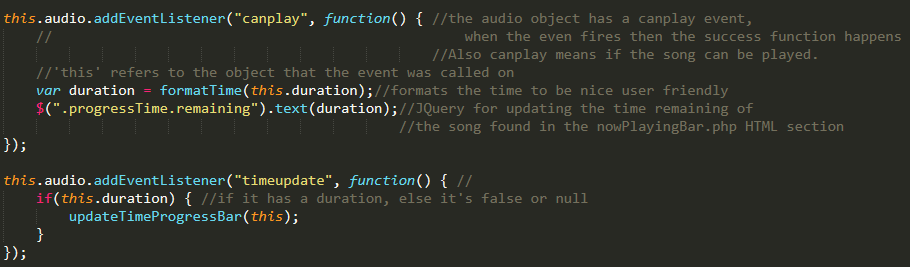 this.audio.addEventListener("canplay", function() { //the audio object has a canplay event,
// when the even fires then the success function happens
//Also canplay means if the song can be played.
//'this' refers to the object that the event was called on
var duration = formatTime(this.duration);//formats the time to be nice user friendly
$(".progressTime.remaining").text(duration);//JQuery for updating the time remaining of
//the song found in the nowPlayingBar.php HTML section
});
this.audio.addEventListener("timeupdate", function() { //
if(this.duration) { //if it has a duration, else it's false or null
updateTimeProgressBar(this);
}
});